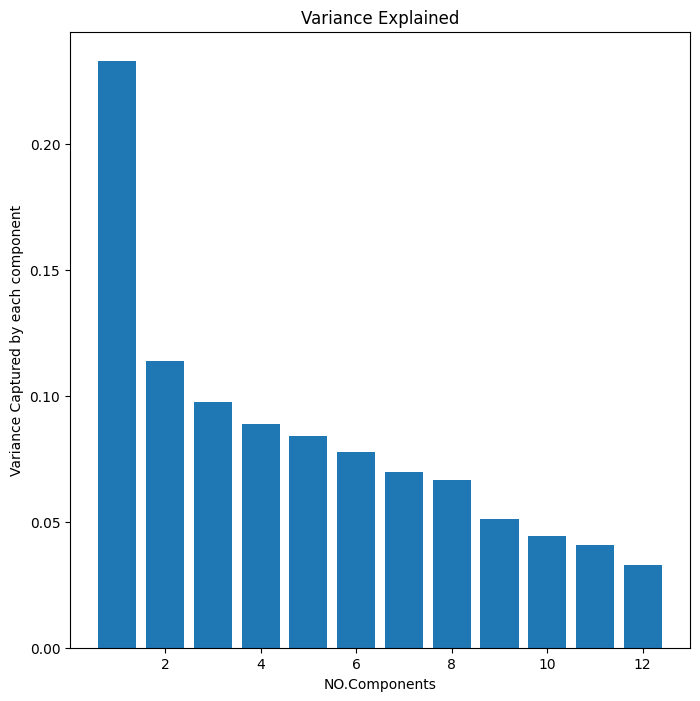 Variance Explained
Variance Captured by each component
0.20
0.15
0.10
0.05
0.00
2 4 6 8 10 12
NO.Components